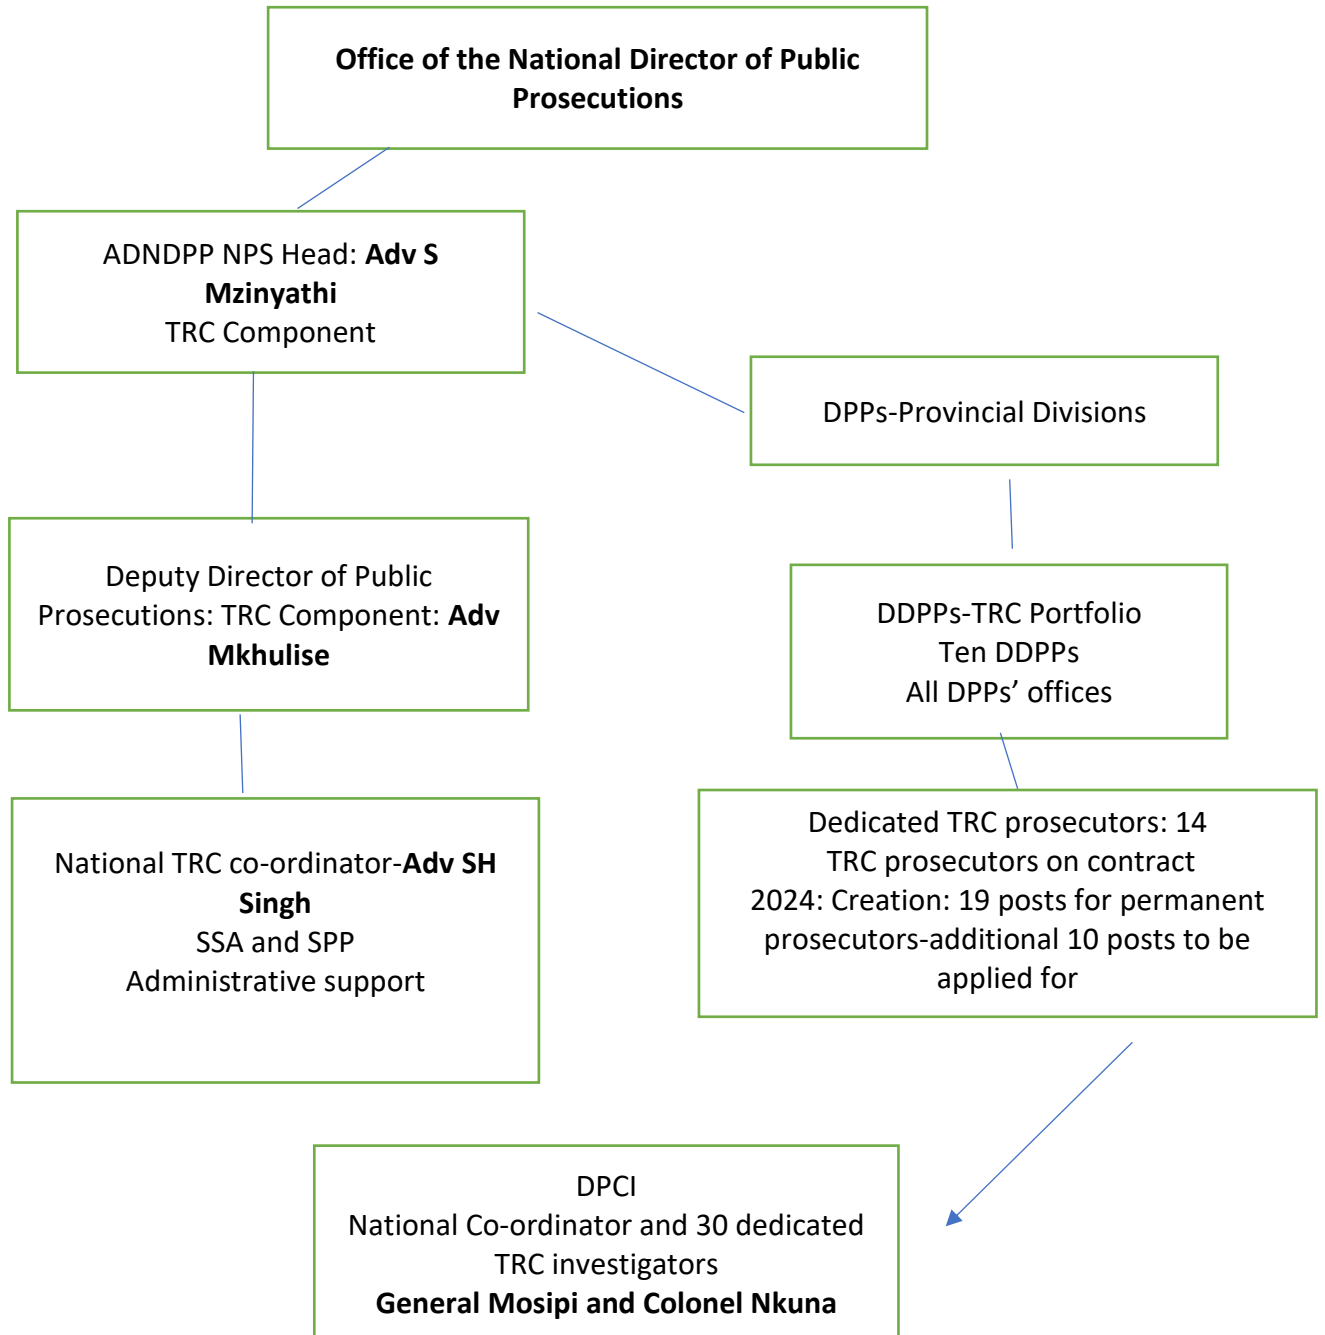 Office of the National Director of Public
Prosecutions
ADNDPP NPS Head: Adv S
Mzinyathi
TRC Component
DPPs-Provincial Divisions
Deputy Director of Public
Prosecutions: TRC Component: Adv
Mkhulise
DDPPs-TRC Portfolio
Ten DDPPs
All DPPs’ offices
National TRC co-ordinator-Adv SH
Singh
SSA and SPP
Administrative support
Dedicated TRC prosecutors: 14
TRC prosecutors on contract
2024: Creation: 19 posts for permanent
prosecutors-additional 10 posts to be
applied for
DPCI
National Co-ordinator and 30 dedicated
TRC investigators
General Mosipi and Colonel Nkuna